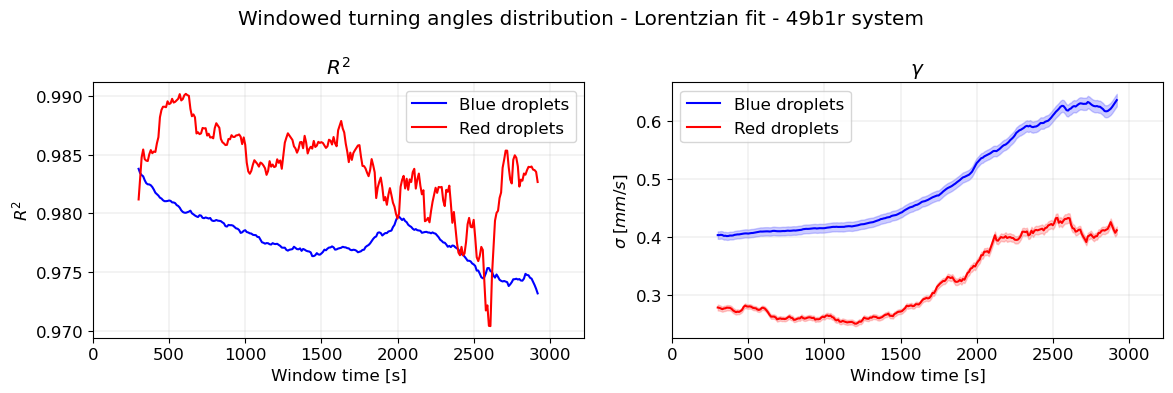 Windowed turning angles distribution - Lorentzian fit - 49b1r system
R²
Blue droplets
Red droplets
0.990
0.985
0.980
0.975
0.970
R²
0
500
1000
1500
2000
2500
3000
Window time [s]
γ
Blue droplets
Red droplets
0.6
0.5
0.4
0.3
σ [mm/s]
0
500
1000
1500
2000
2500
3000
Window time [s]